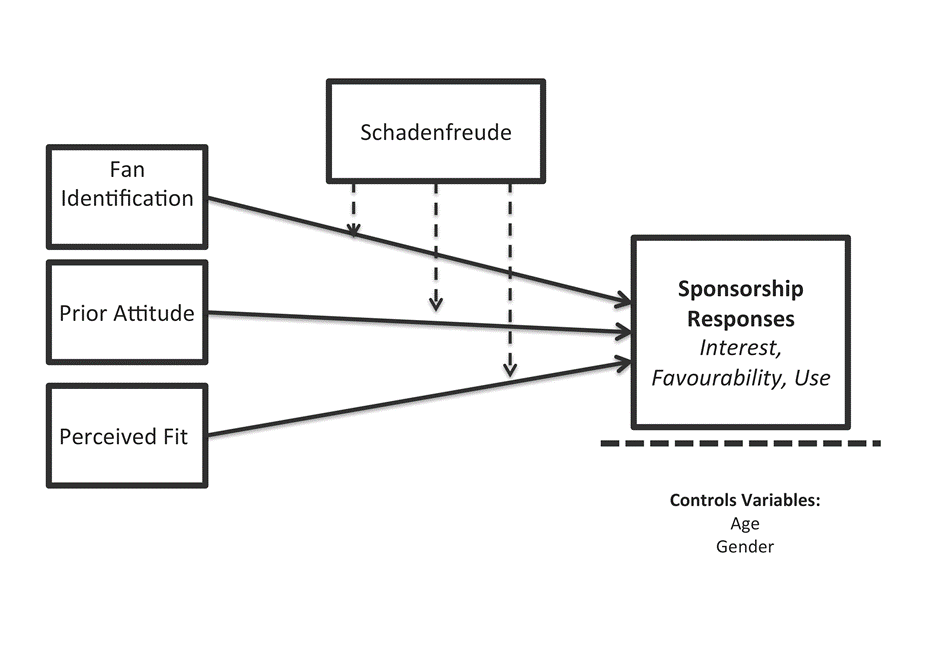 Schadenfreude
Fan
Identification
Prior Attitude
Perceived Fit
Sponsorship
Responses
Interest,
Favourability, Use
Controls Variables:
Age
Gender